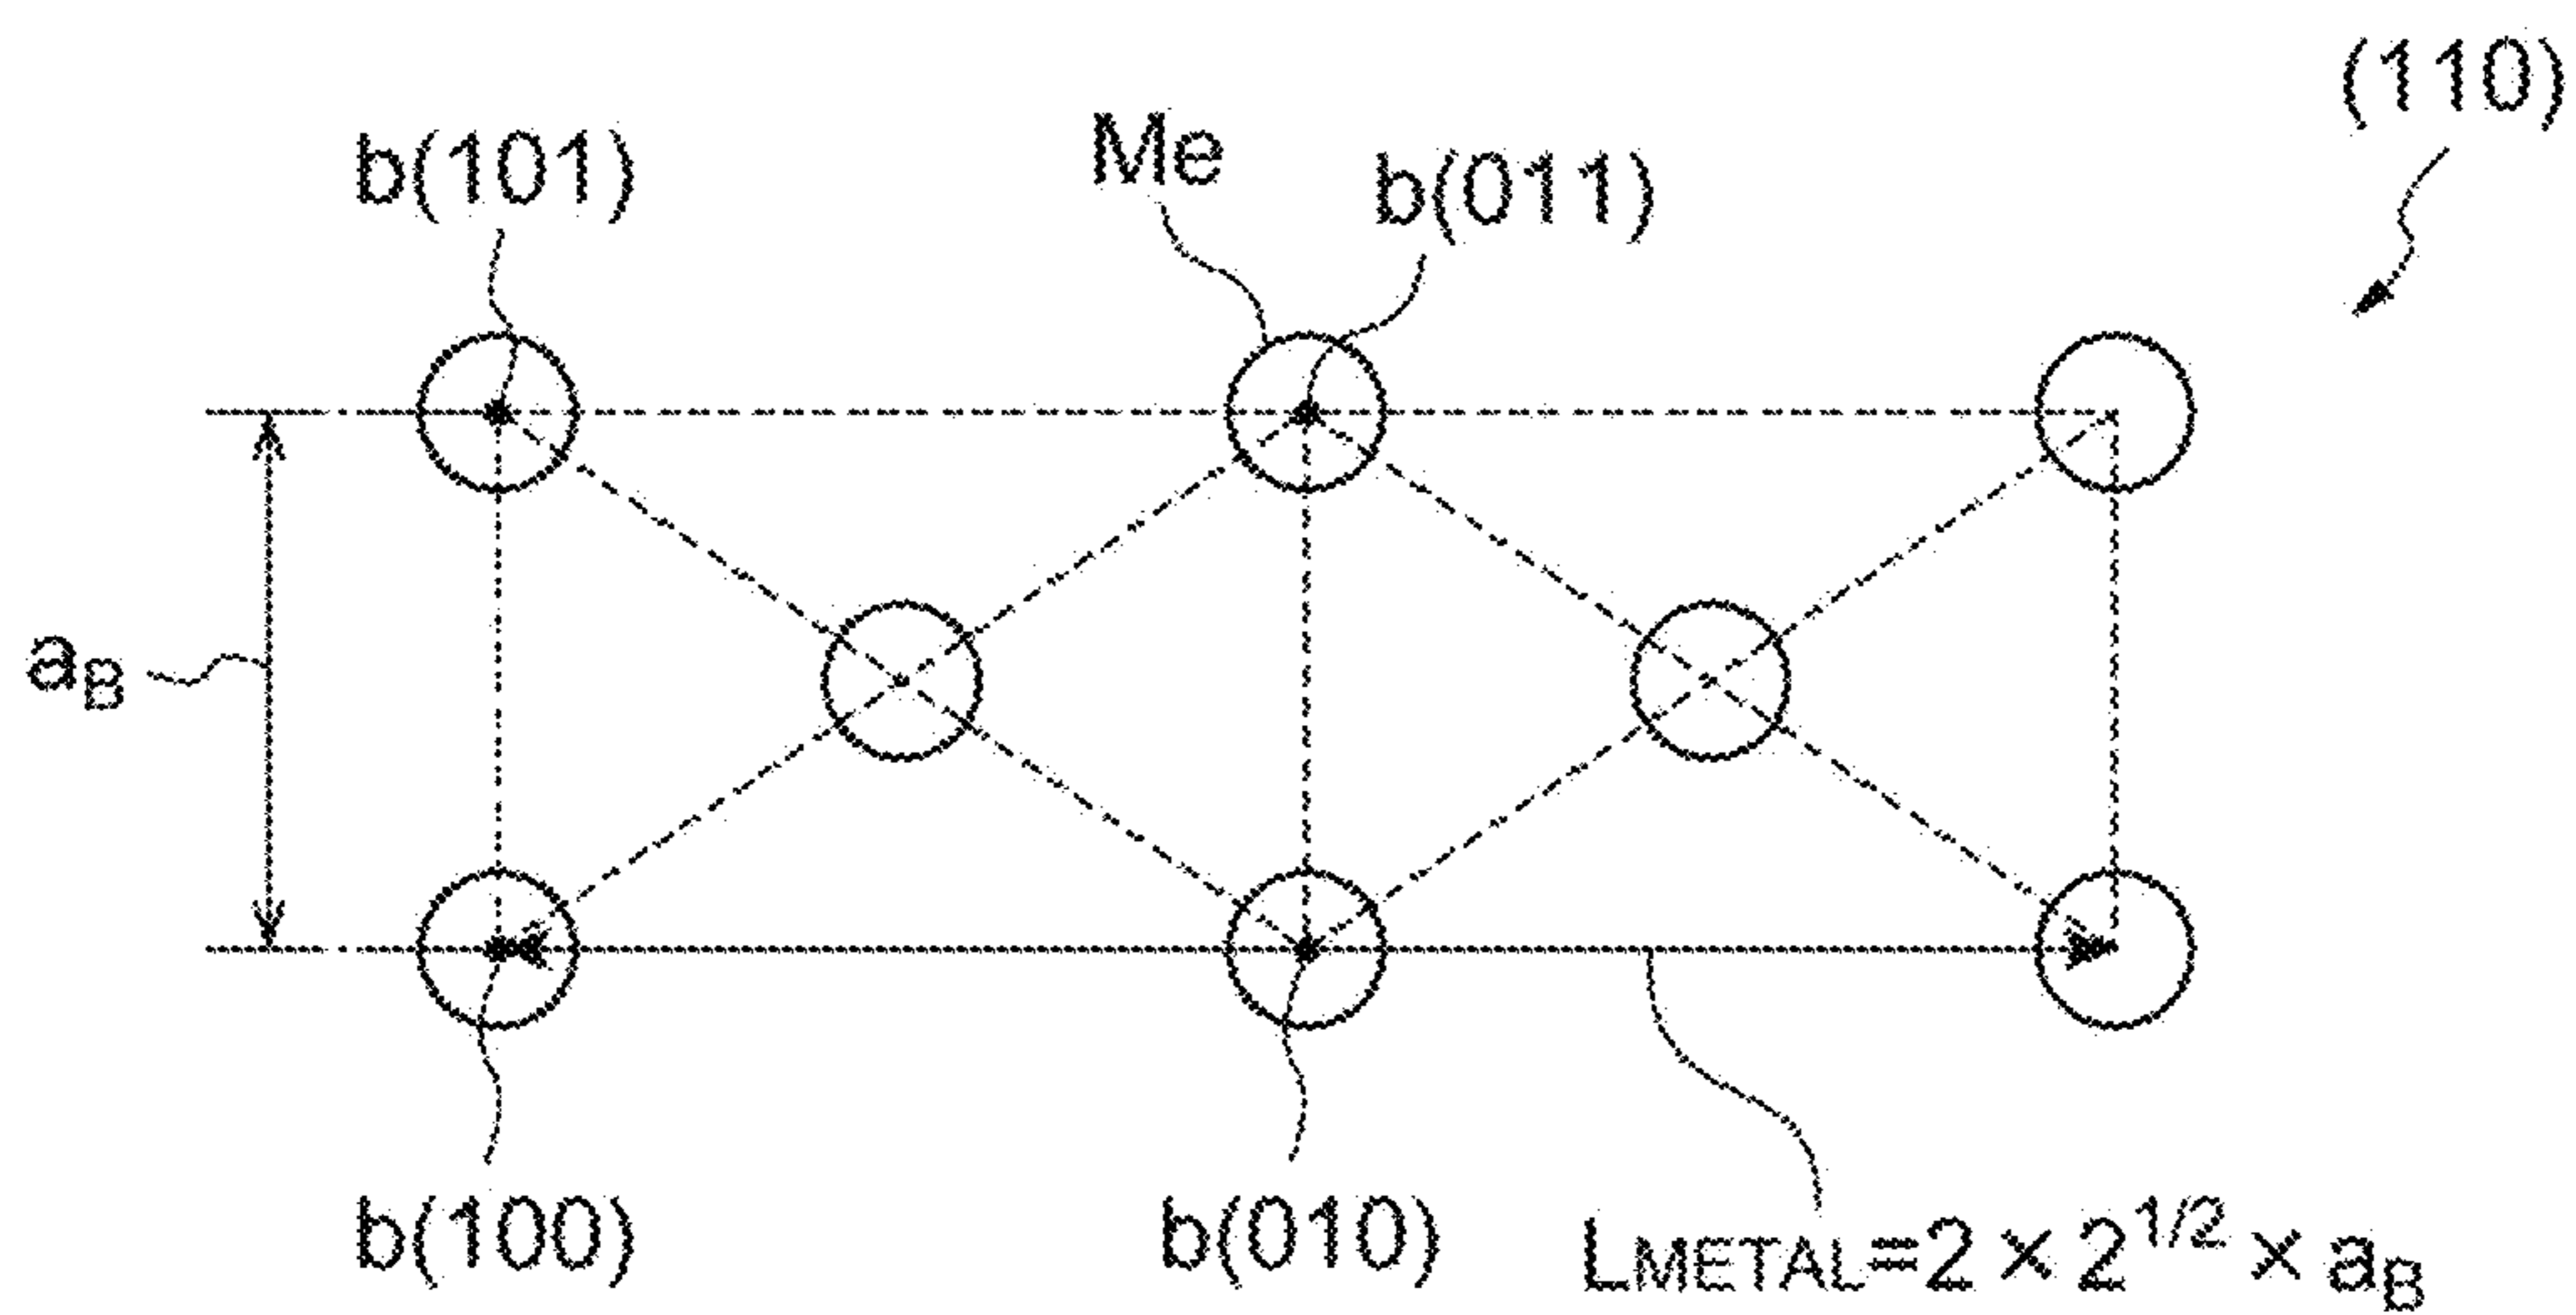 (110)
b(101)
Me
b(011)
aB
b(100)
b(010)
LMETAL=2×2^1/2×aB